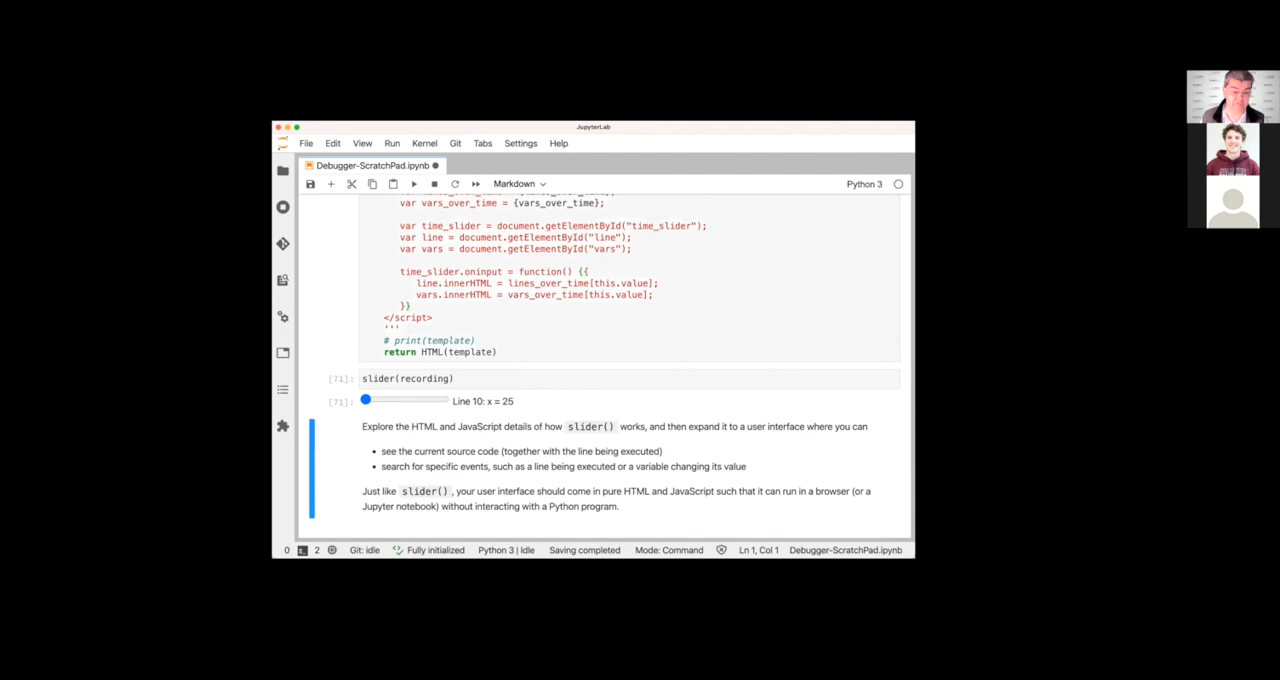 JupyterLab
File Edit View Run Kernel Git Tabs Settings Help
Debugger-ScratchPad.ipynb
Markdown Python 3
var vars_over_time = {vars_over_time};
var time_slider = document.getElementById("time_slider");
var line = document.getElementById("line");
var vars = document.getElementById("vars");
time_slider.oninput = function() {{
line.innerHTML = lines_over_time[this.value];
vars.innerHTML = vars_over_time[this.value];
}}
</script>
'''
# print(template)
return HTML(template)
[71]: slider(recording)
[71]: Line 10: x = 25
Explore the HTML and JavaScript details of how slider() works, and then expand it to a user interface where you can
• see the current source code (together with the line being executed)
• search for specific events, such as a line being executed or a variable changing its value
Just like slider(), your user interface should come in pure HTML and JavaScript such that it can run in a browser (or a
Jupyter notebook) without interacting with a Python program.
0 2 Git: idle Fully initialized Python 3 | Idle Saving completed Mode: Command Ln 1, Col 1 Debugger-ScratchPad.ipynb